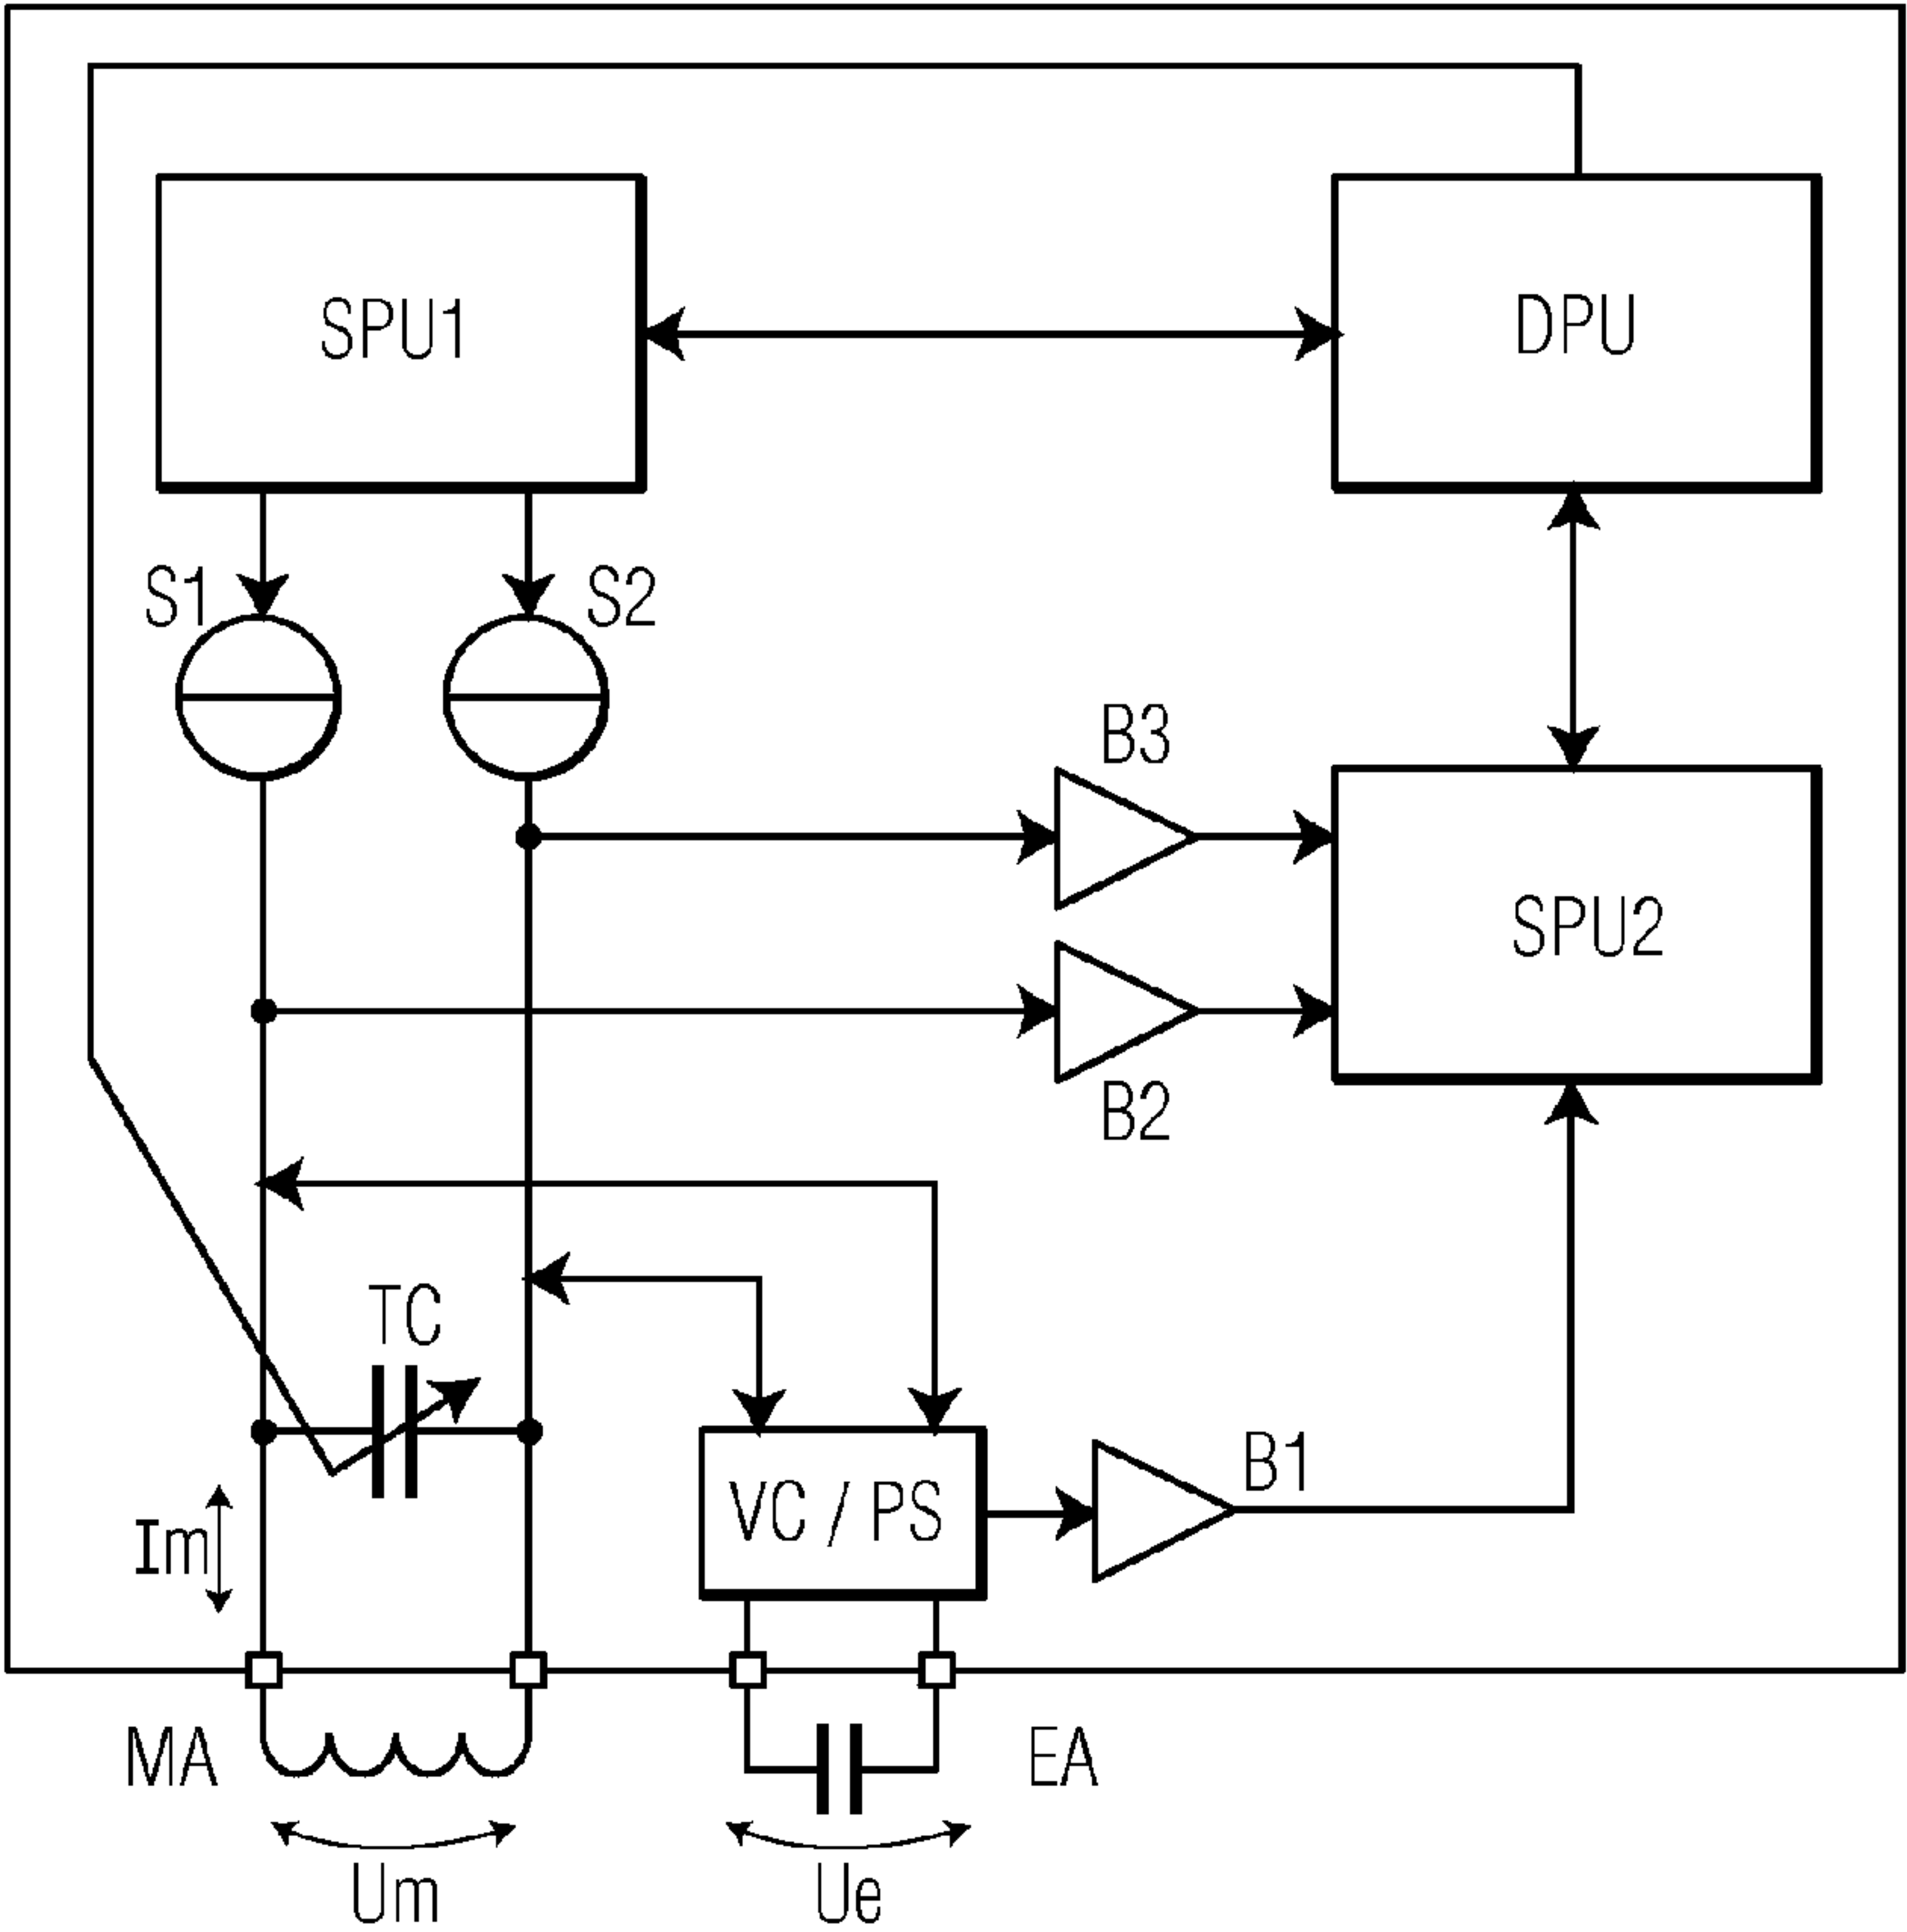 SPU1
DPU
S1
S2
B3
SPU2
B2
TC
B1
VC / PS
Im
MA
EA
Um
Ue